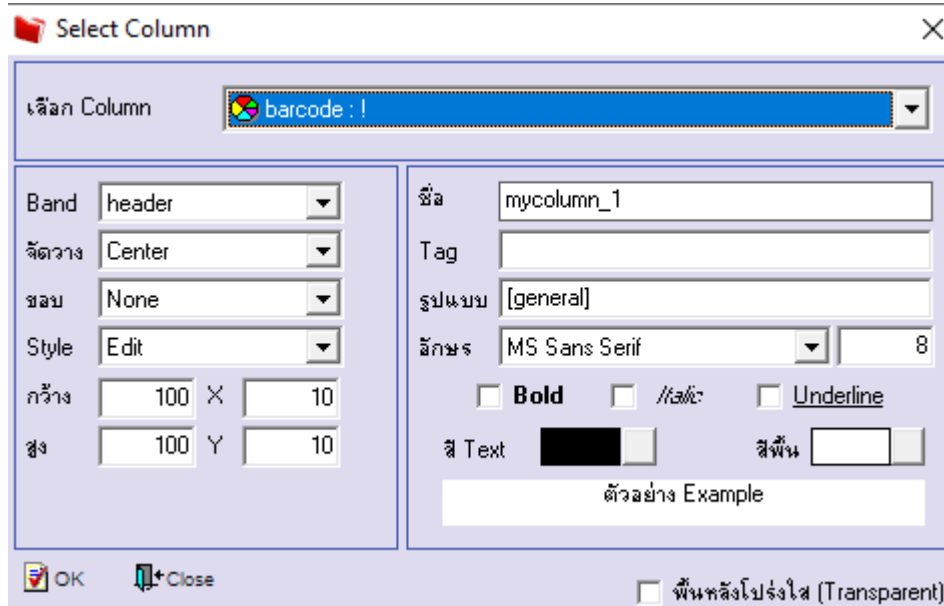 Select Column
เลือก Column
barcode : !
Band header
จัดวาง Center
ขอบ None
Style Edit
กว้าง 100 X 10
สูง 100 Y 10
ชื่อ mycolumn_1
Tag
รูปแบบ [general]
อักษร MS Sans Serif 8
Bold Italic Underline
สี Text สีพื้น
ตัวอย่าง Example
OK Close
พื้นหลังโปร่งใส (Transparent)